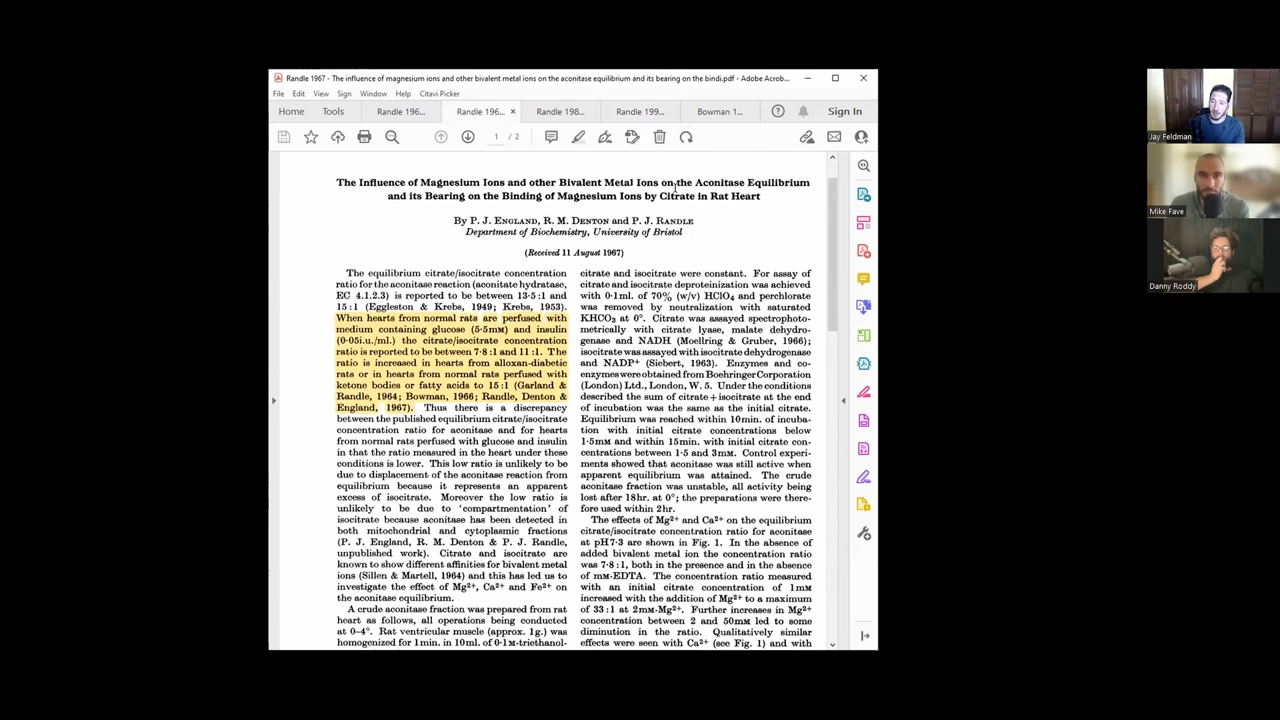 Randle 1967 - The influence of magnesium ions and other bivalent metal ions on the aconitase equilibrium and its bearing on the bindi.pdf - Adobe Acrob...
File Edit View Sign Window Help Citavi Picker
Home Tools Randle 196... Randle 196... × Randle 198... Randle 199... Bowman 1... Sign In
1 / 2
The Influence of Magnesium Ions and other Bivalent Metal Ions on the Aconitase Equilibrium
and its Bearing on the Binding of Magnesium Ions by Citrate in Rat Heart
By P. J. ENGLAND, R. M. DENTON and P. J. RANDLE
Department of Biochemistry, University of Bristol
(Received 11 August 1967)
The equilibrium citrate/isocitrate concentration
ratio for the aconitase reaction (aconitate hydratase,
EC 4.1.2.3) is reported to be between 13·5:1 and
15:1 (Eggleston & Krebs, 1949; Krebs, 1953).
When hearts from normal rats are perfused with
medium containing glucose (5·5mM) and insulin
(0·05i.u./ml.) the citrate/isocitrate concentration
ratio is reported to be between 7·8:1 and 11:1. The
ratio is increased in hearts from alloxan-diabetic
rats or in hearts from normal rats perfused with
ketone bodies or fatty acids to 15:1 (Garland &
Randle, 1964; Bowman, 1966; Randle, Denton &
England, 1967). Thus there is a discrepancy
between the published equilibrium citrate/isocitrate
concentration ratio for aconitase and for hearts
from normal rats perfused with glucose and insulin
in that the ratio measured in the heart under these
conditions is lower. This low ratio is unlikely to be
due to displacement of the aconitase reaction from
equilibrium because it represents an apparent
excess of isocitrate. Moreover the low ratio is
unlikely to be due to 'compartmentation' of
isocitrate because aconitase has been detected in
both mitochondrial and cytoplasmic fractions
(P. J. England, R. M. Denton & P. J. Randle,
unpublished work). Citrate and isocitrate are
known to show different affinities for bivalent metal
ions (Sillen & Martell, 1964) and this has led us to
investigate the effect of Mg²⁺, Ca²⁺ and Fe²⁺ on
the aconitase equilibrium.
A crude aconitase fraction was prepared from rat
heart as follows, all operations being conducted
at 0–4°. Rat ventricular muscle (approx. 1g.) was
homogenized for 1min. in 10ml. of 0·1M-triethanol-
citrate and isocitrate were constant. For assay of
citrate and isocitrate deproteinization was achieved
with 0·1ml. of 70% (w/v) HClO₄ and perchlorate
was removed by neutralization with saturated
KHCO₃ at 0°. Citrate was assayed spectrophoto-
metrically with citrate lyase, malate dehydro-
genase and NADH (Moellring & Gruber, 1966);
isocitrate was assayed with isocitrate dehydrogenase
and NADP⁺ (Siebert, 1963). Enzymes and co-
enzymes were obtained from Boehringer Corporation
(London) Ltd., London, W. 5. Under the conditions
described the sum of citrate + isocitrate at the end
of incubation was the same as the initial citrate.
Equilibrium was reached within 10min. of incuba-
tion with initial citrate concentrations below
1·5mM and within 15min. with initial citrate con-
centrations between 1·5 and 3mM. Control experi-
ments showed that aconitase was still active when
apparent equilibrium was attained. The crude
aconitase fraction was unstable, all activity being
lost after 18hr. at 0°; the preparations were there-
fore used within 2hr.
The effects of Mg²⁺ and Ca²⁺ on the equilibrium
citrate/isocitrate concentration ratio for aconitase
at pH 7·3 are shown in Fig. 1. In the absence of
added bivalent metal ion the concentration ratio
was 7·8:1, both in the presence and in the absence
of mM-EDTA. The concentration ratio measured
with an initial citrate concentration of 1mM
increased with the addition of Mg²⁺ to a maximum
of 33:1 at 2mM-Mg²⁺. Further increases in Mg²⁺
concentration between 2 and 50mM led to some
diminution in the ratio. Qualitatively similar
effects were seen with Ca²⁺ (see Fig. 1) and with
Jay Feldman
Mike Fave
Danny Roddy